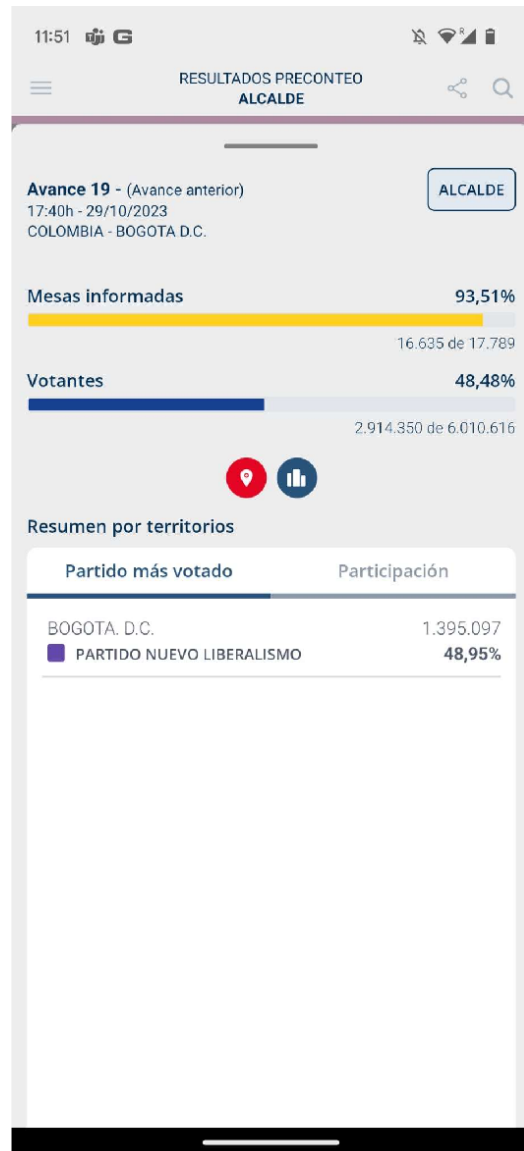 11:51
RESULTADOS PRECONTEO
ALCALDE
Avance 19 - (Avance anterior)
ALCALDE
17:40h - 29/10/2023
COLOMBIA - BOGOTA D.C.
Mesas informadas 93,51%
16.635 de 17.789
Votantes 48,48%
2.914.350 de 6.010.616
Resumen por territorios
Partido más votado Participación
BOGOTA. D.C. 1.395.097
PARTIDO NUEVO LIBERALISMO 48,95%